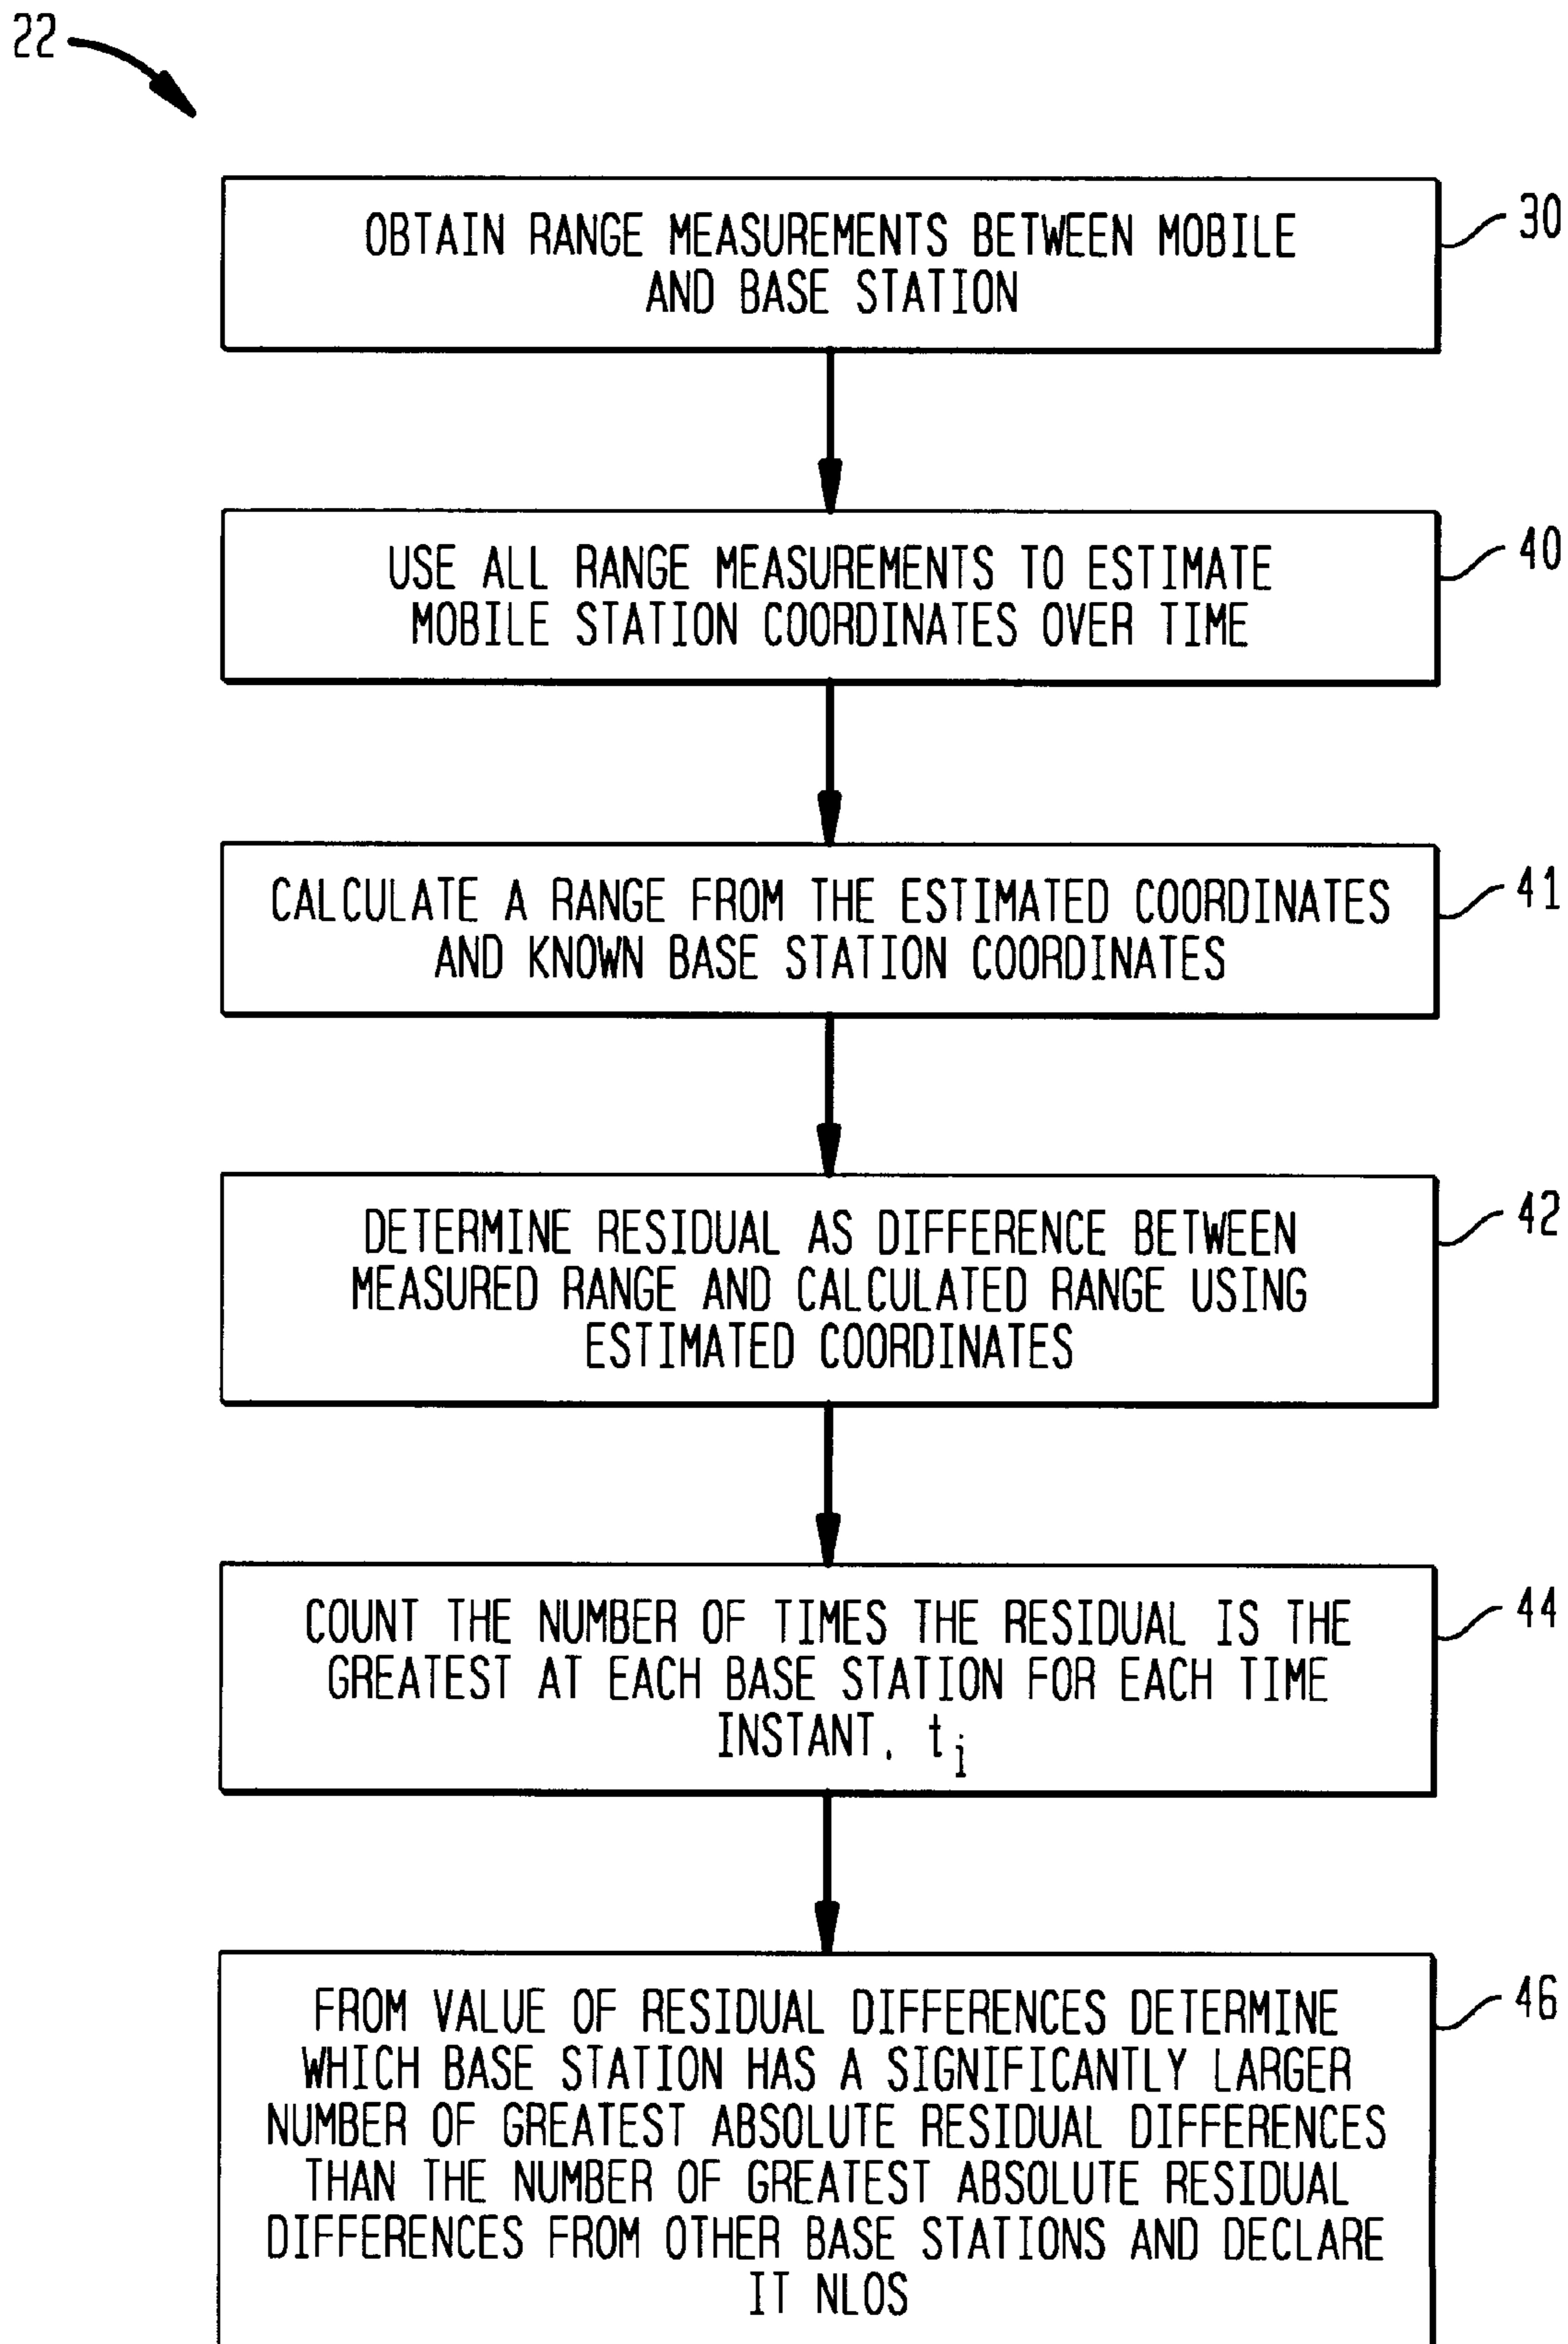 22
OBTAIN RANGE MEASUREMENTS BETWEEN MOBILE
AND BASE STATION
30
USE ALL RANGE MEASUREMENTS TO ESTIMATE
MOBILE STATION COORDINATES OVER TIME
40
CALCULATE A RANGE FROM THE ESTIMATED COORDINATES
AND KNOWN BASE STATION COORDINATES
41
DETERMINE RESIDUAL AS DIFFERENCE BETWEEN
MEASURED RANGE AND CALCULATED RANGE USING
ESTIMATED COORDINATES
42
COUNT THE NUMBER OF TIMES THE RESIDUAL IS THE
GREATEST AT EACH BASE STATION FOR EACH TIME
INSTANT, ti
44
FROM VALUE OF RESIDUAL DIFFERENCES DETERMINE
WHICH BASE STATION HAS A SIGNIFICANTLY LARGER
NUMBER OF GREATEST ABSOLUTE RESIDUAL DIFFERENCES
THAN THE NUMBER OF GREATEST ABSOLUTE RESIDUAL
DIFFERENCES FROM OTHER BASE STATIONS AND DECLARE
IT NLOS
46